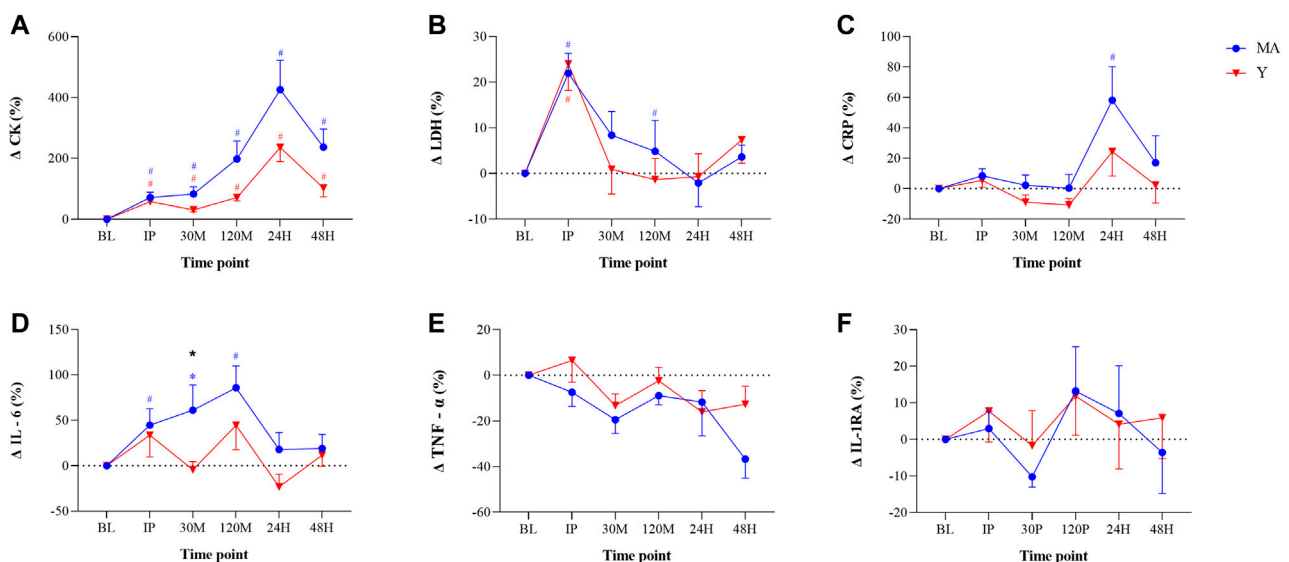 A
Δ CK (%)
600
400
200
0
# # # # #
# # # # #
BL IP 30M 120M 24H 48H
Time point
B
Δ LDH (%)
30
20
10
0
-10
# #
#
BL IP 30M 120M 24H 48H
Time point
C
Δ CRP (%)
100
80
60
40
20
0
-20
#
BL IP 30M 120M 24H 48H
Time point
MA
Y
D
Δ IL - 6 (%)
150
100
50
0
-50
*
# * #
BL IP 30M 120M 24H 48H
Time point
E
Δ TNF - α (%)
20
0
-20
-40
-60
BL IP 30M 120M 24H 48H
Time point
F
Δ IL-1RA (%)
30
20
10
0
-10
-20
BL IP 30P 120P 24H 48H
Time point